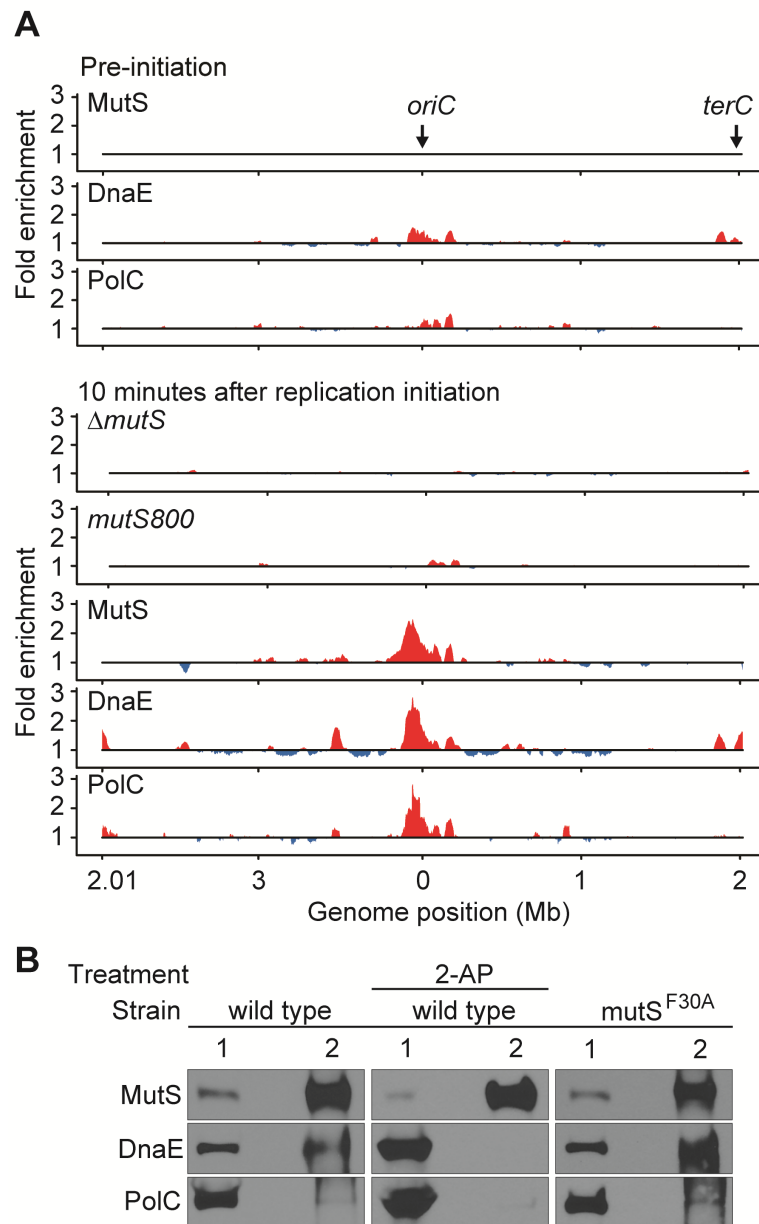 A
Pre-initiation
3
2
1
MutS
oriC
terC
3
2
1
DnaE
3
2
1
PolC
Fold enrichment
10 minutes after replication initiation
3
2
1
ΔmutS
3
2
1
mutS800
3
2
1
MutS
3
2
1
DnaE
3
2
1
PolC
Fold enrichment
2.01 3 0 1 2
Genome position (Mb)
B
Treatment 2-AP
Strain wild type wild type mutS^F30A
1 2 1 2 1 2
MutS
DnaE
PolC